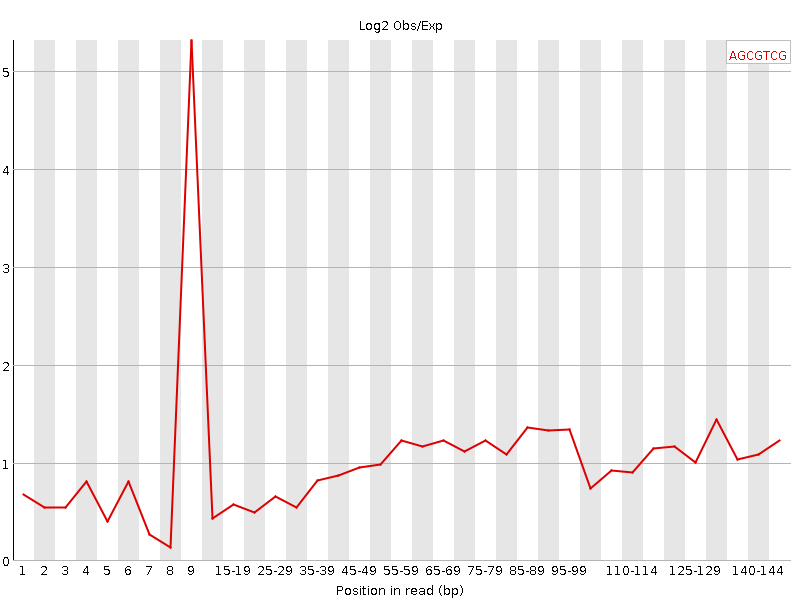 Log2 Obs/Exp
AGCGTCG
5
4
3
2
1
0
1 2 3 4 5 6 7 8 9 15-19 25-29 35-39 45-49 55-59 65-69 75-79 85-89 95-99 110-114 125-129 140-144
Position in read (bp)